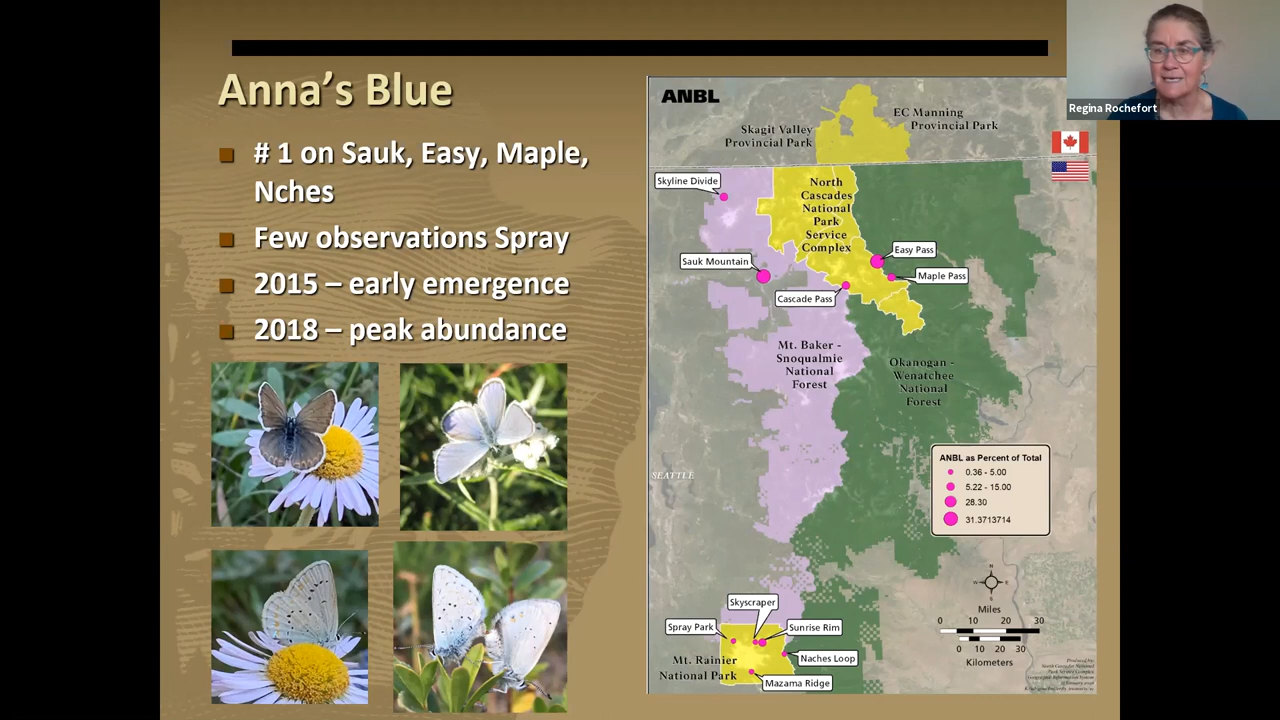 Anna's Blue
# 1 on Sauk, Easy, Maple,
Nches
Few observations Spray
2015 – early emergence
2018 – peak abundance
ANBL
EC Manning
Provincial Park
Skagit Valley
Provincial Park
Skyline Divide
North
Cascades
National
Park
Service
Complex
Easy Pass
Sauk Mountain
Maple Pass
Cascade Pass
Mt. Baker -
Snoqualmie
National
Forest
Okanogan -
Wenatchee
National
Forest
SEATTLE
ANBL as Percent of Total
0.36 - 5.00
5.22 - 15.00
28.30
31.3713714
N
W E
S
Miles
0 10 20 30
0 10 20 30
Kilometers
Skyscraper
Spray Park
Sunrise Rim
Naches Loop
Mt. Rainier
National Park
Mazama Ridge
Regina Rochefort